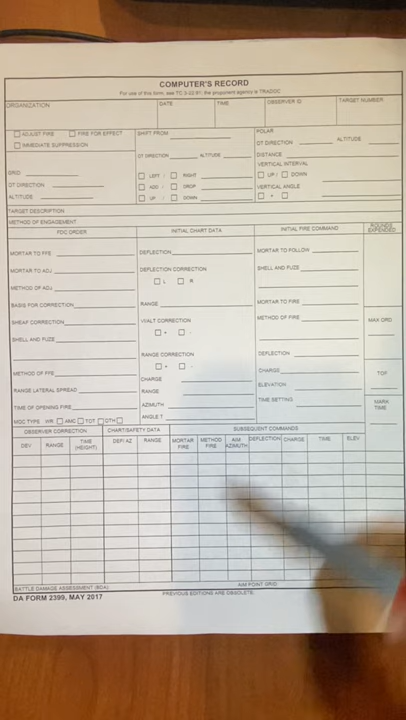 COMPUTER'S RECORD
For use of this form, see TC 3-22.91; the proponent agency is TRADOC
ORGANIZATION DATE TIME OBSERVER ID TARGET NUMBER
ADJUST FIRE FIRE FOR EFFECT
IMMEDIATE SUPPRESSION
GRID
OT DIRECTION
ALTITUDE
SHIFT FROM
OT DIRECTION ALTITUDE
LEFT / RIGHT
ADD / DROP
UP / DOWN
POLAR
OT DIRECTION ALTITUDE
DISTANCE
VERTICAL INTERVAL
UP / DOWN
VERTICAL ANGLE
+ -
TARGET DESCRIPTION
METHOD OF ENGAGEMENT
FDC ORDER
MORTAR TO FFE
MORTAR TO ADJ
METHOD OF ADJ
BASIS FOR CORRECTION
SHEAF CORRECTION
SHELL AND FUZE
METHOD OF FFE
RANGE LATERAL SPREAD
TIME OF OPENING FIRE
INITIAL CHART DATA
DEFLECTION
DEFLECTION CORRECTION
L R
RANGE
VI/ALT CORRECTION
+ -
RANGE CORRECTION
+ -
CHARGE
RANGE
AZIMUTH
ANGLE T
INITIAL FIRE COMMAND
MORTAR TO FOLLOW
SHELL AND FUZE
MORTAR TO FIRE
METHOD OF FIRE
DEFLECTION
CHARGE
ELEVATION
TIME SETTING
ROUNDS EXPENDED
MAX ORD
TOF
MARK TIME
MOC TYPE W/R AMC TOT OTH
OBSERVER CORRECTION CHART/SAFETY DATA SUBSEQUENT COMMANDS
DEV RANGE TIME (HEIGHT) DEF/ AZ RANGE MORTAR FIRE METHOD FIRE AIM AZIMUTH DEFLECTION CHARGE TIME ELEV
BATTLE DAMAGE ASSESSMENT (BDA) AIM POINT GRID:
DA FORM 2399, MAY 2017 PREVIOUS EDITIONS ARE OBSOLETE.